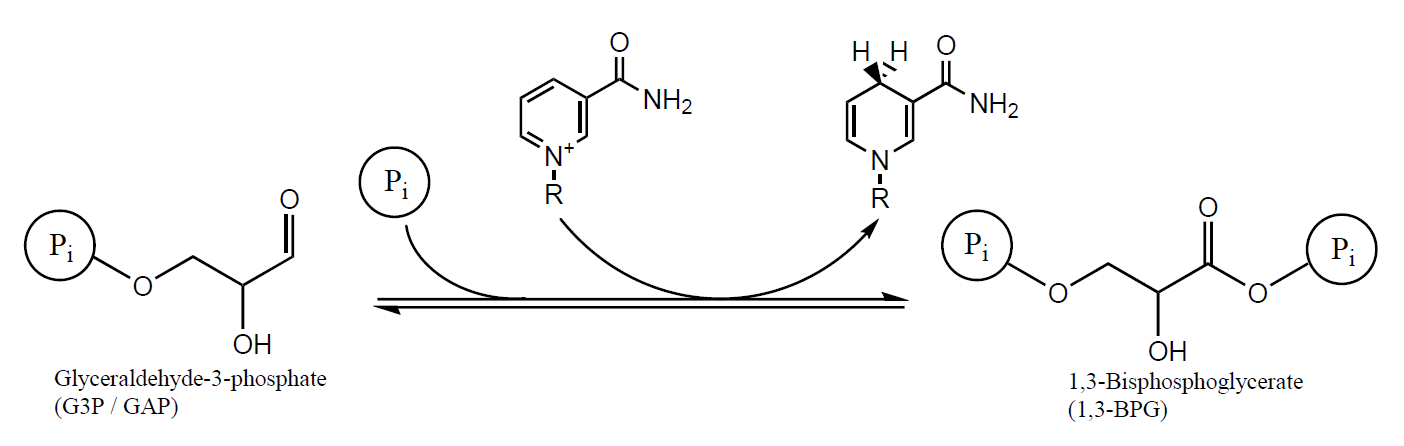 O
NH₂
N⁺
R
Pᵢ
H H
O
NH₂
N
R
Pᵢ
O
O
OH
Glyceraldehyde-3-phosphate
(G3P / GAP)
Pᵢ
O
O
O
Pᵢ
OH
1,3-Bisphosphoglycerate
(1,3-BPG)